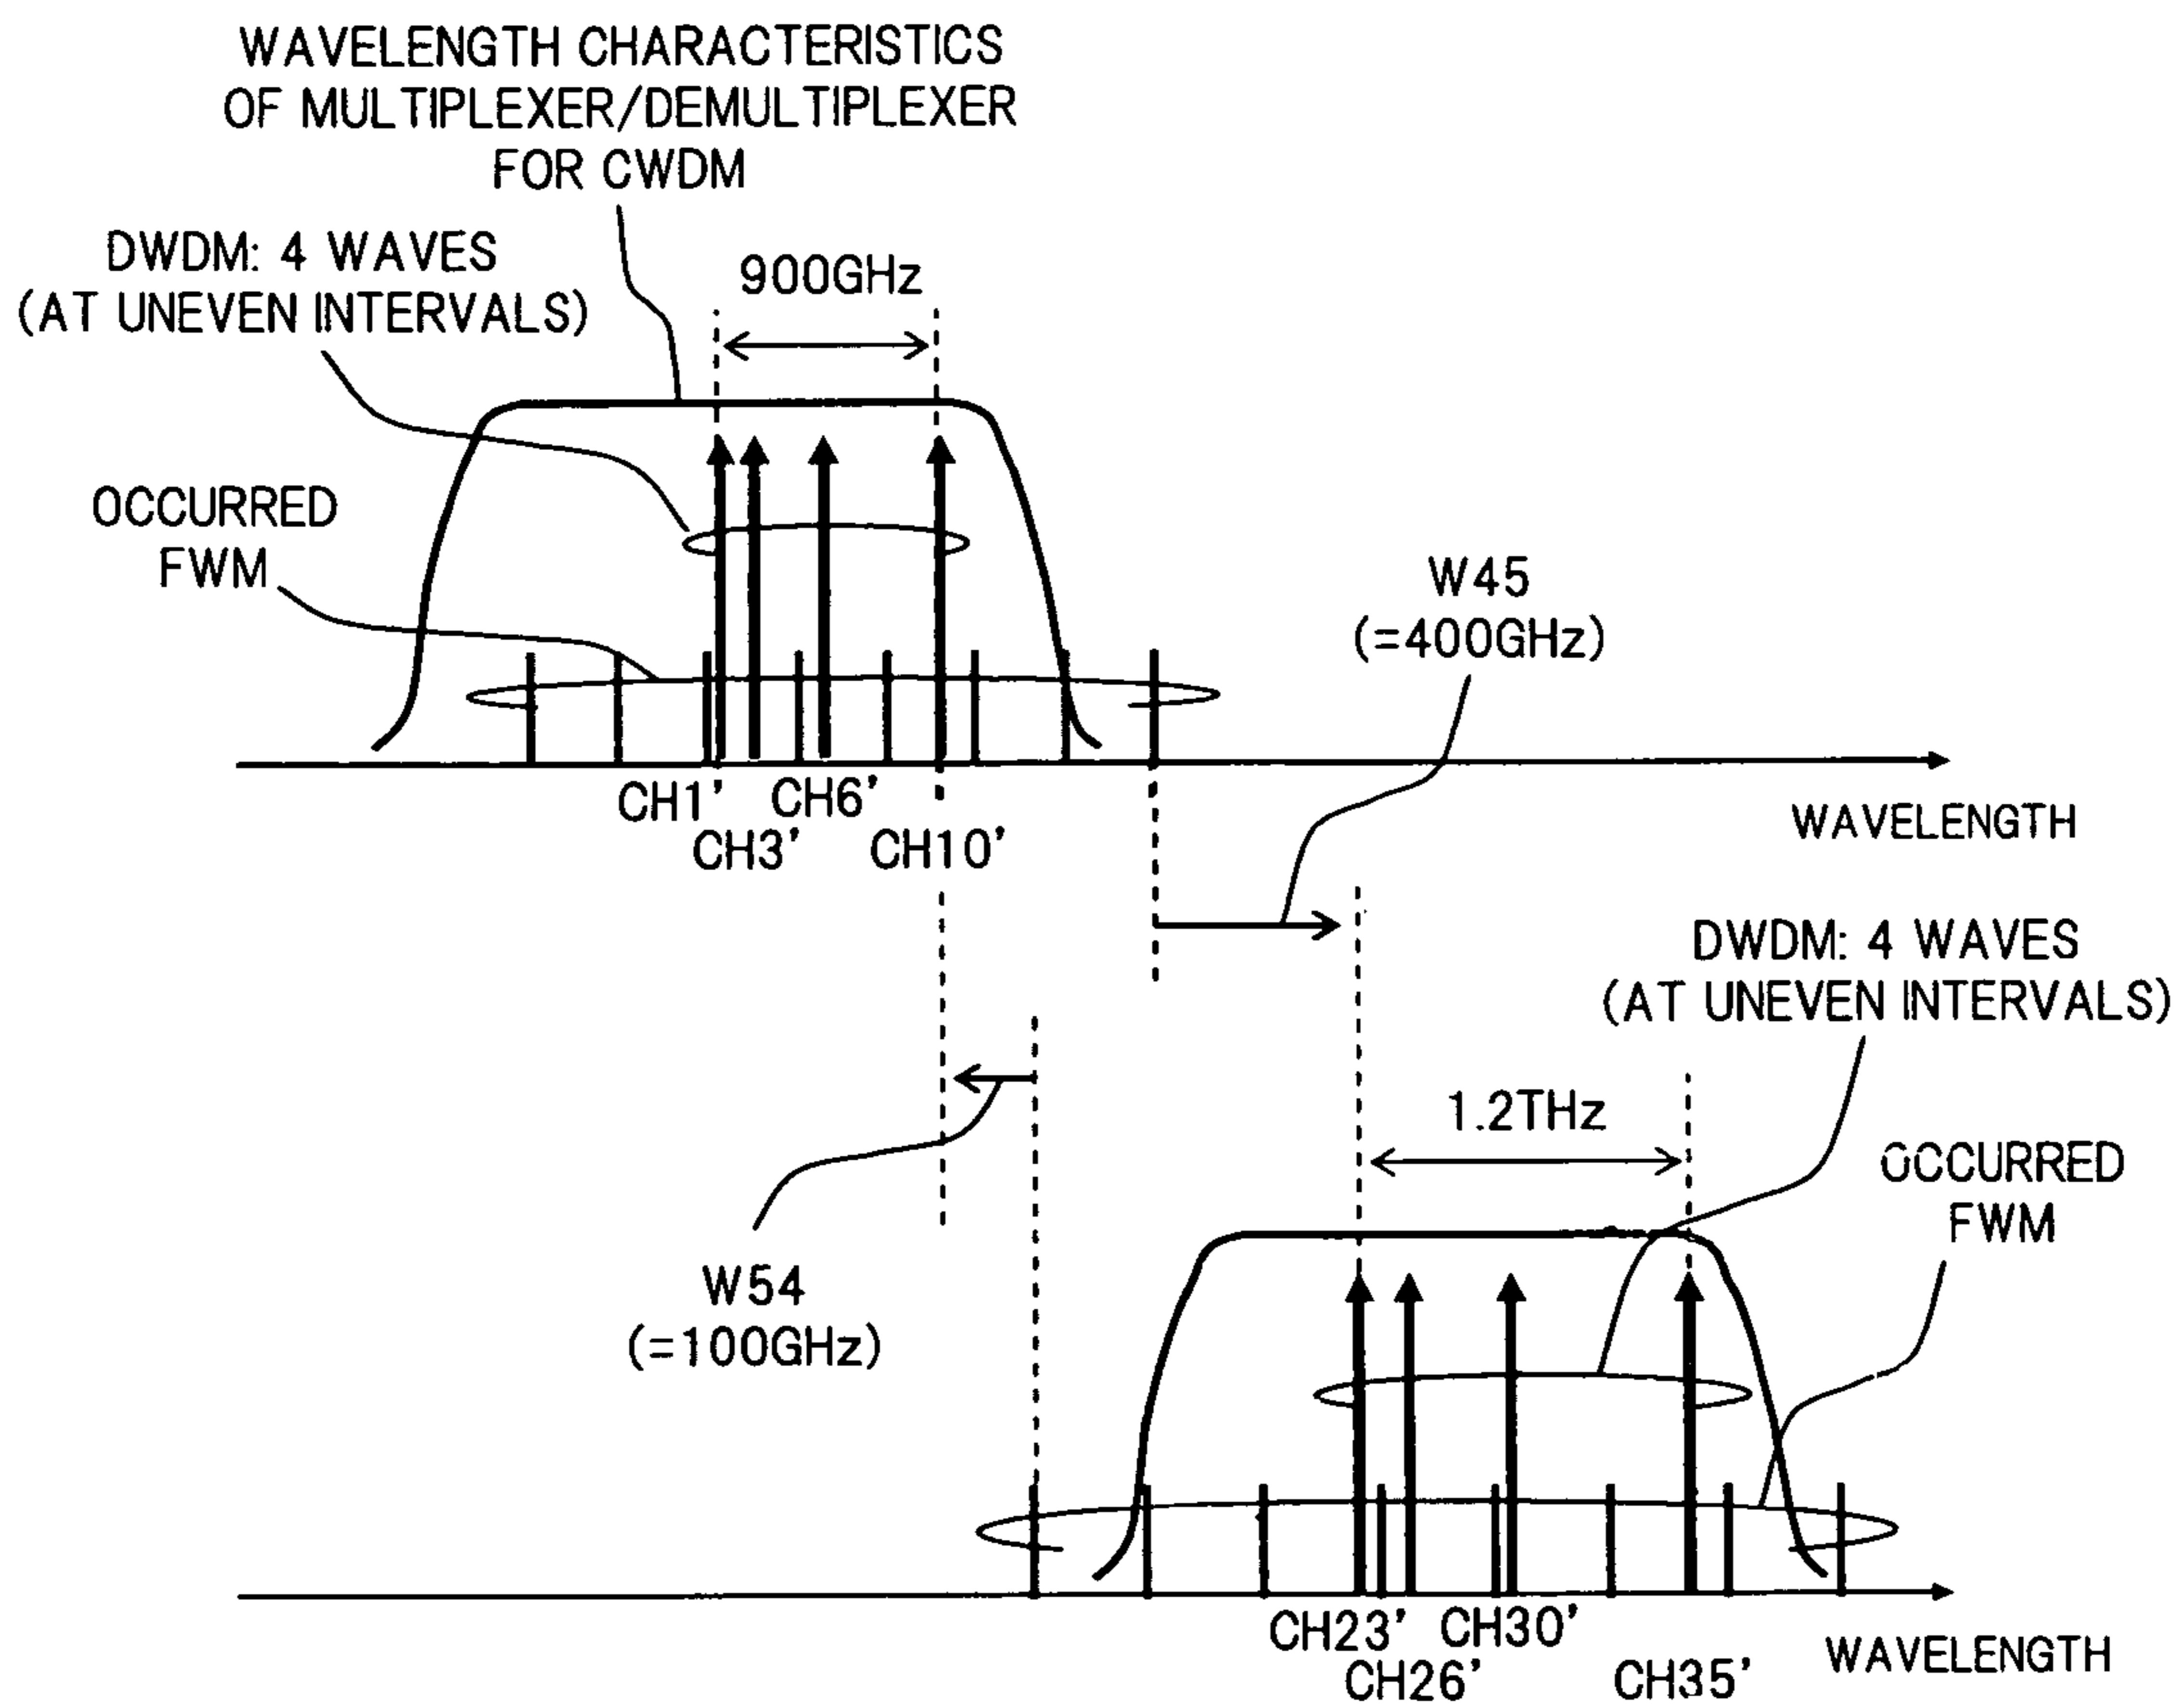 WAVELENGTH CHARACTERISTICS
OF MULTIPLEXER/DEMULTIPLEXER
FOR CWDM
DWDM: 4 WAVES
(AT UNEVEN INTERVALS)
900GHz
OCCURRED
FWM
W45
(=400GHz)
CH1'
CH6'
CH3'
CH10'
WAVELENGTH
DWDM: 4 WAVES
(AT UNEVEN INTERVALS)
1.2THz
OCCURRED
FWM
W54
(=100GHz)
CH23'
CH30'
CH26'
CH35'
WAVELENGTH